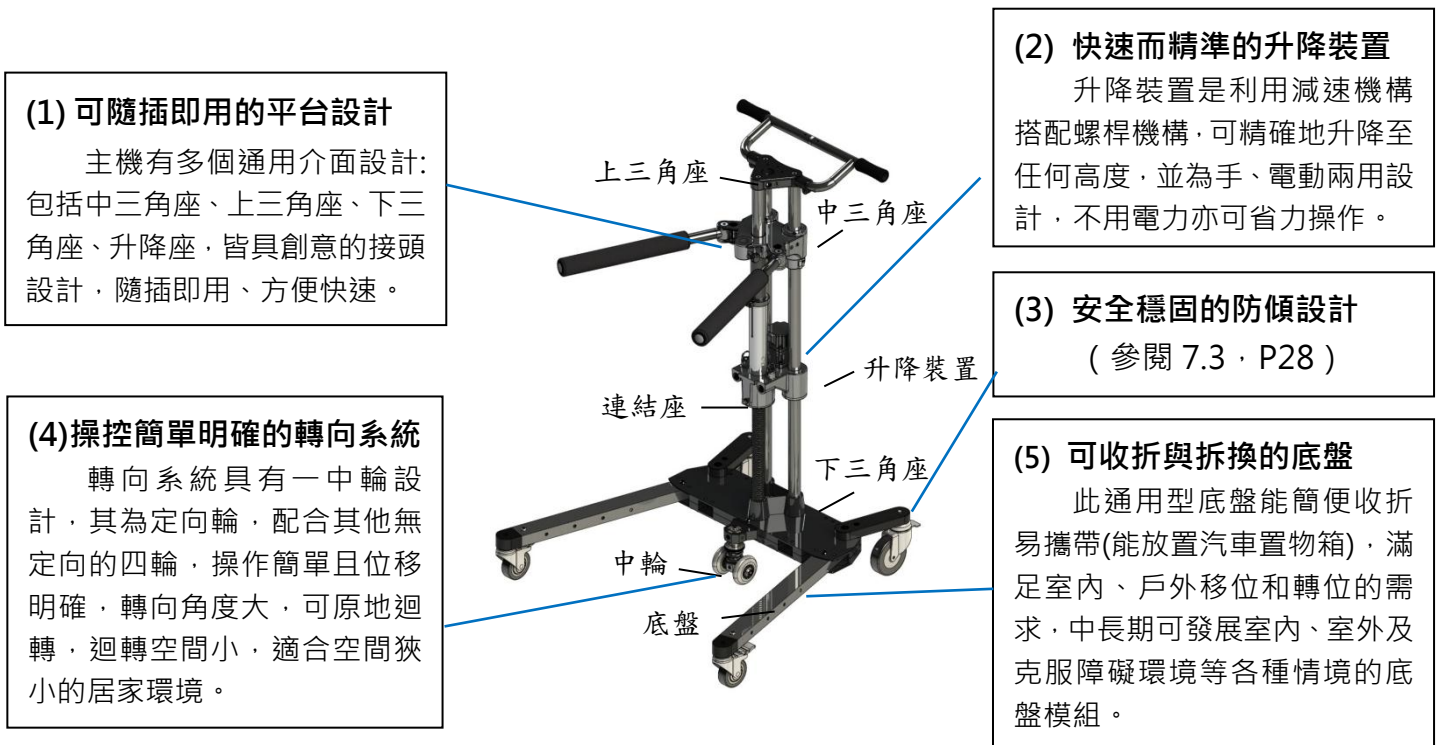 (1) 可隨插即用的平台設計
主機有多個通用介面設計:
包括中三角座、上三角座、下三
角座、升降座，皆具創意的接頭
設計，隨插即用、方便快速。
(2) 快速而精準的升降裝置
升降裝置是利用減速機構
搭配螺桿機構，可精確地升降至
任何高度，並為手、電動兩用設
計，不用電力亦可省力操作。
(3) 安全穩固的防傾設計
(參閱 7.3，P28)
(4)操控簡單明確的轉向系統
轉向系統具有一中輪設
計，其為定向輪，配合其他無
定向的四輪，操作簡單且位移
明確，轉向角度大，可原地迴
轉，迴轉空間小，適合空間狹
小的居家環境。
(5) 可收折與拆換的底盤
此通用型底盤能簡便收折
易攜帶(能放置汽車置物箱)，滿
足室內、戶外移位和轉位的需
求，中長期可發展室內、室外及
克服障礙環境等各種情境的底
盤模組。
上三角座
中三角座
升降裝置
連結座
下三角座
中輪
底盤